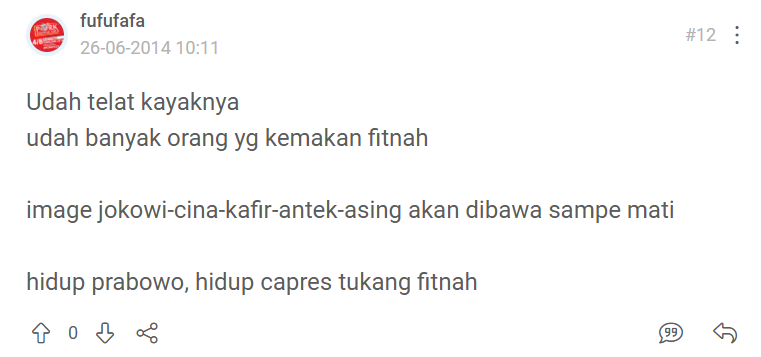 fufufafa
26-06-2014 10:11
#12
Udah telat kayaknya
udah banyak orang yg kemakan fitnah
image jokowi-cina-kafir-antek-asing akan dibawa sampe mati
hidup prabowo, hidup capres tukang fitnah
0